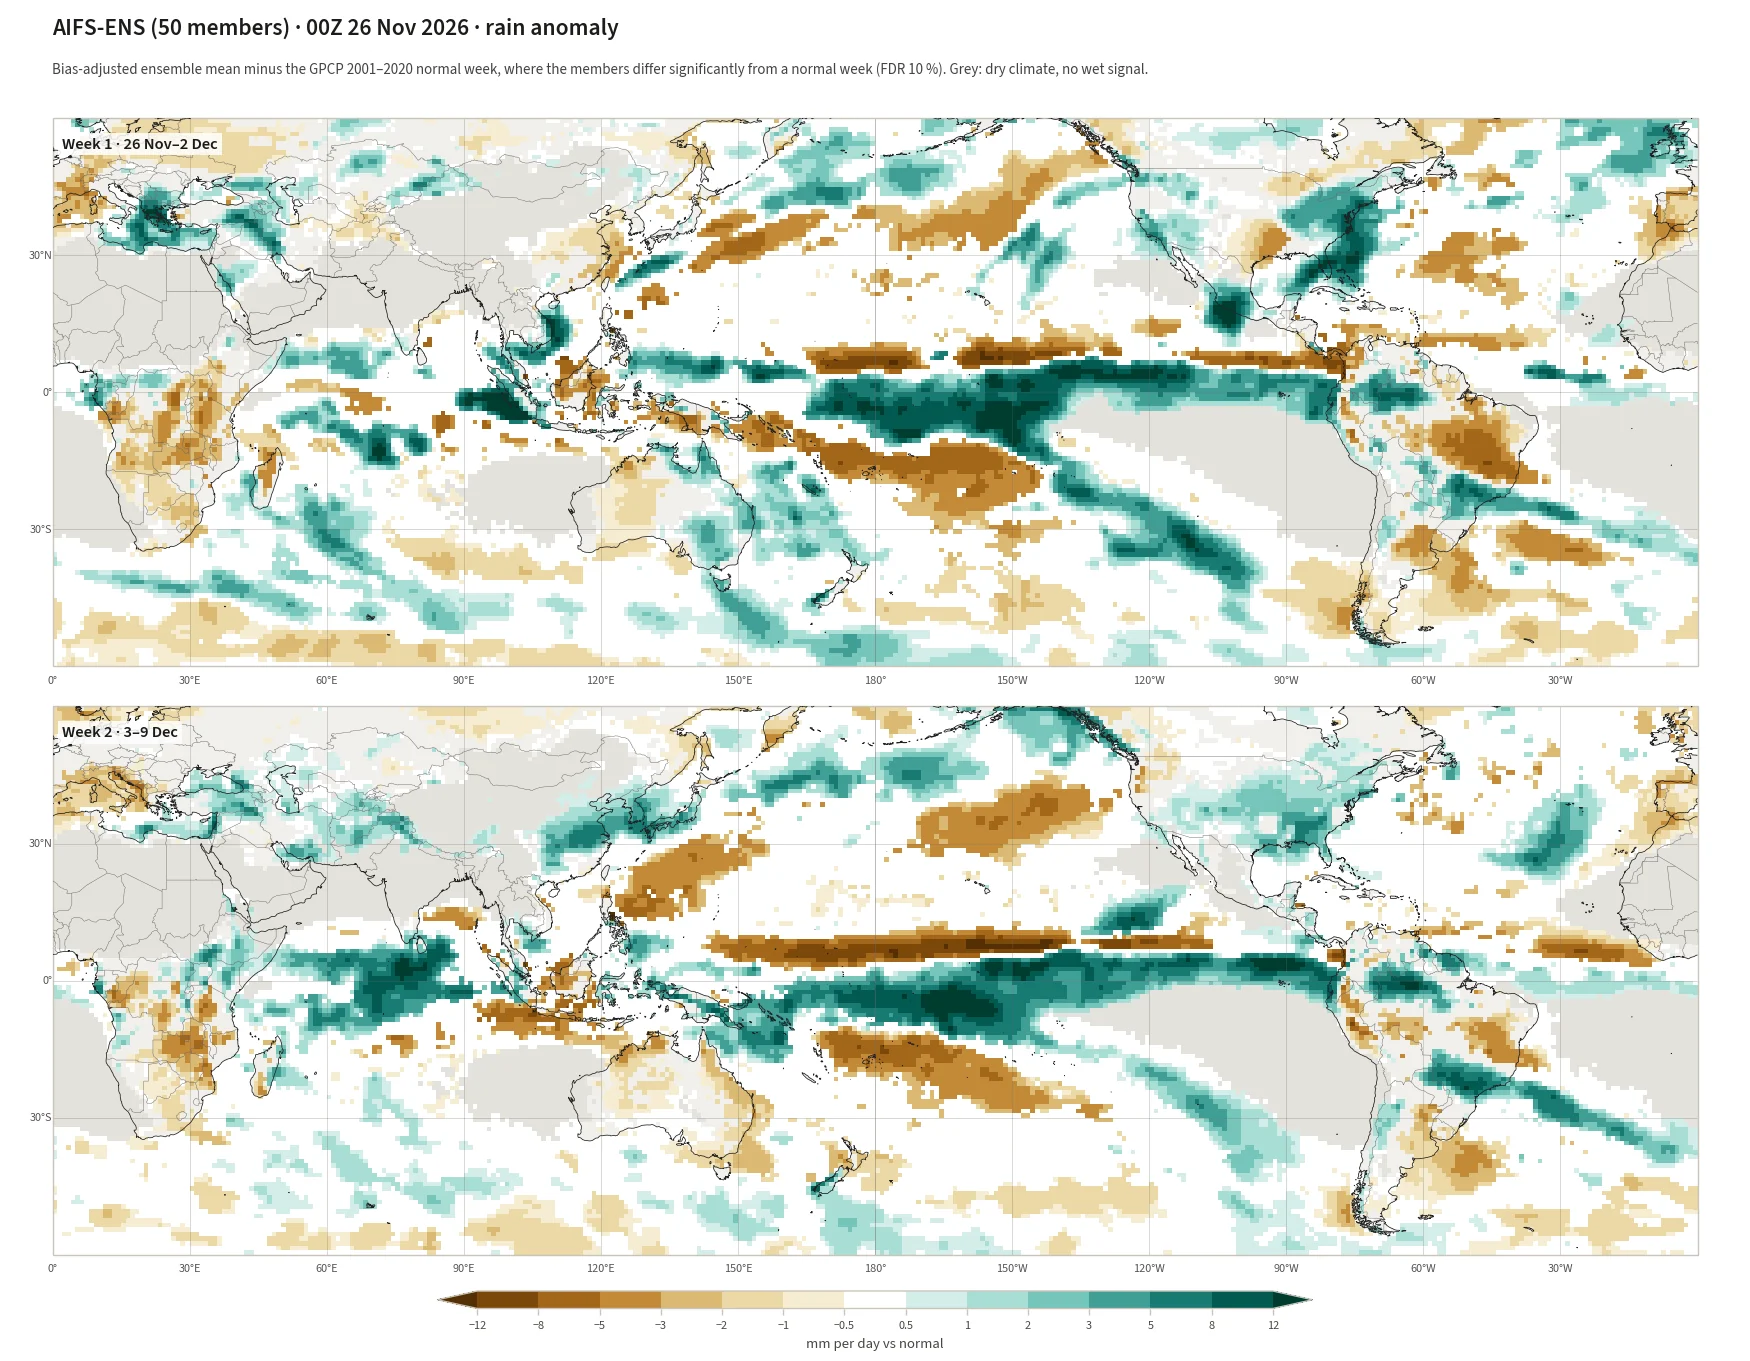 AIFS-ENS (50 members) · 00Z 26 Nov 2026 · rain anomaly
Bias-adjusted ensemble mean minus the GPCP 2001–2020 normal week, where the members differ significantly from a normal week (FDR 10 %). Grey: dry climate, no wet signal.
Week 1 · 26 Nov–2 Dec
30°N
0°
30°S
0° 30°E 60°E 90°E 120°E 150°E 180° 150°W 120°W 90°W 60°W 30°W
Week 2 · 3–9 Dec
30°N
0°
30°S
0° 30°E 60°E 90°E 120°E 150°E 180° 150°W 120°W 90°W 60°W 30°W
−12 −8 −5 −3 −2 −1 −0.5 0.5 1 2 3 5 8 12
mm per day vs normal